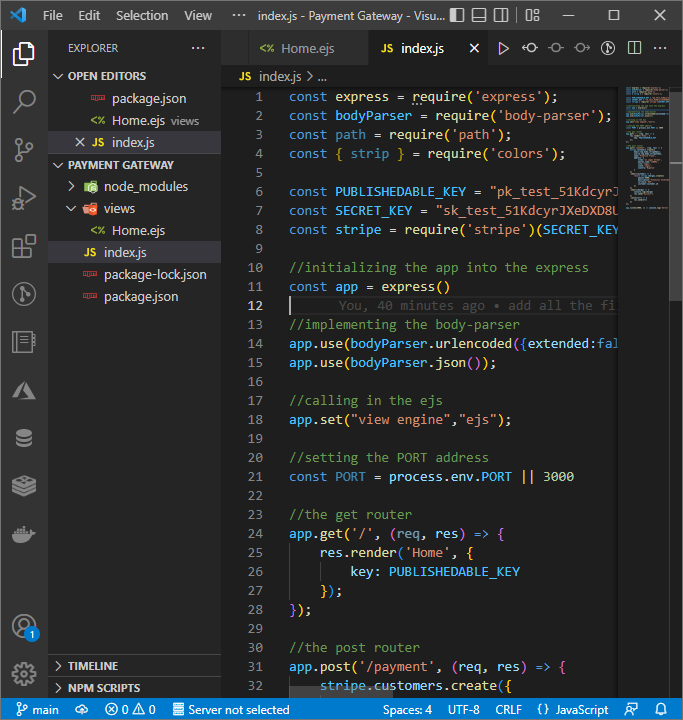 File Edit Selection View ··· index.js - Payment Gateway - Visu...
EXPLORER
OPEN EDITORS
package.json
Home.ejs views
index.js
PAYMENT GATEWAY
node_modules
views
Home.ejs
index.js
package-lock.json
package.json
TIMELINE
NPM SCRIPTS
Home.ejs index.js
index.js > ...
1 const express = require('express');
2 const bodyParser = require('body-parser');
3 const path = require('path');
4 const { strip } = require('colors');
5
6 const PUBLISHEDABLE_KEY = "pk_test_51KdcyrJ
7 const SECRET_KEY = "sk_test_51KdcyrJXeDXD8U
8 const stripe = require('stripe')(SECRET_KEY
9
10 //initializing the app into the express
11 const app = express()
12 You, 40 minutes ago • add all the fi
13 //implementing the body-parser
14 app.use(bodyParser.urlencoded({extended:fal
15 app.use(bodyParser.json());
16
17 //calling in the ejs
18 app.set("view engine","ejs");
19
20 //setting the PORT address
21 const PORT = process.env.PORT || 3000
22
23 //the get router
24 app.get('/', (req, res) => {
25 res.render('Home', {
26 key: PUBLISHEDABLE_KEY
27 });
28 });
29
30 //the post router
31 app.post('/payment', (req, res) => {
32 stripe.customers.create({
1
main 0 0 Server not selected Spaces: 4 UTF-8 CRLF {} JavaScript